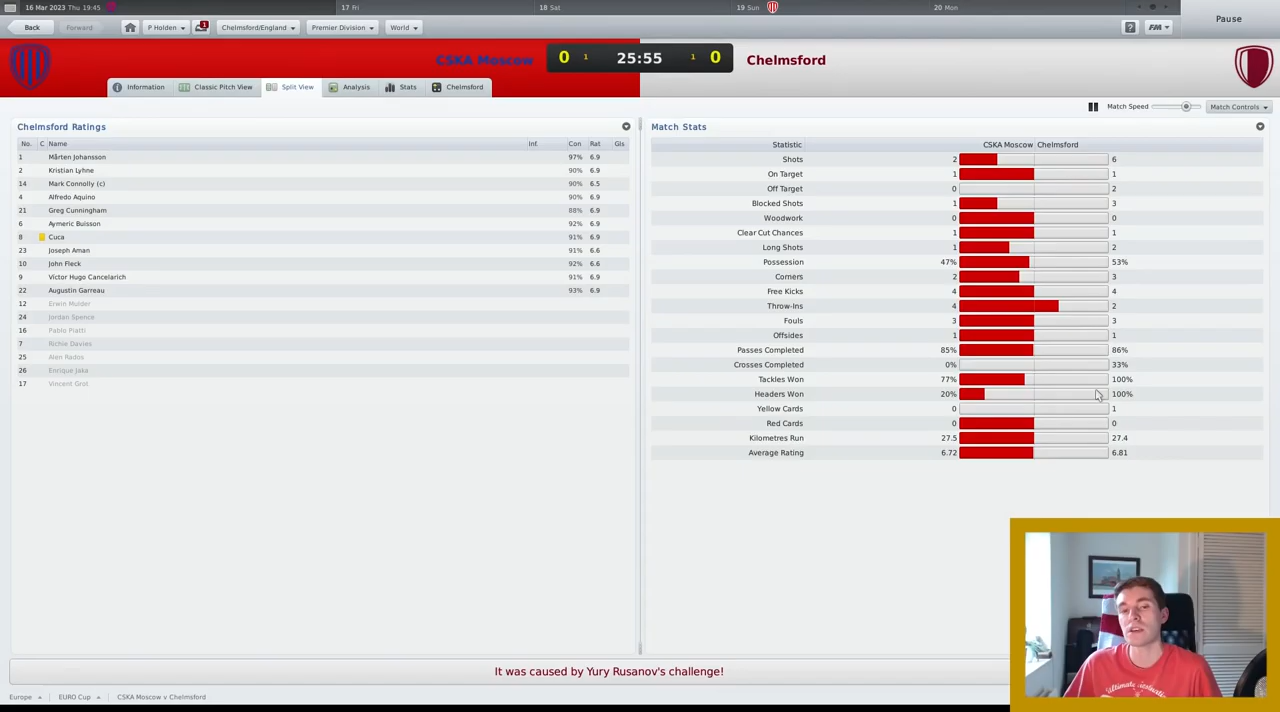 16 Mar 2023 Thu 19:45 17 Fri 18 Sat 19 Sun 20 Mon
Back Forward P Holden 1 Chelmsford/England Premier Division World ? FM Pause
CSKA Moscow 0 1 25:55 1 0 Chelmsford
Information Classic Pitch View Split View Analysis Stats Chelmsford
Match Speed Match Controls
Chelmsford Ratings
No. C Name Inf. Con Rat Gls
1 Mårten Johansson 97% 6.9
2 Kristian Lyhne 90% 6.9
14 Mark Connolly (c) 90% 6.5
4 Alfredo Aquino 90% 6.9
21 Greg Cunningham 88% 6.9
6 Aymeric Buisson 92% 6.9
8 Cuca 91% 6.9
23 Joseph Aman 91% 6.6
10 John Fleck 92% 6.6
9 Víctor Hugo Cancelarich 91% 6.9
22 Augustin Garreau 93% 6.9
12 Erwin Mulder
24 Jordan Spence
16 Pablo Piatti
7 Richie Davies
25 Alen Rados
26 Enrique Jaka
17 Vincent Grot
Match Stats
Statistic CSKA Moscow Chelmsford
Shots 2 6
On Target 1 1
Off Target 0 2
Blocked Shots 1 3
Woodwork 0 0
Clear Cut Chances 1 1
Long Shots 1 2
Possession 47% 53%
Corners 2 3
Free Kicks 4 4
Throw-Ins 4 2
Fouls 3 3
Offsides 1 1
Passes Completed 85% 86%
Crosses Completed 0% 33%
Tackles Won 77% 100%
Headers Won 20% 100%
Yellow Cards 0 1
Red Cards 0 0
Kilometres Run 27.5 27.4
Average Rating 6.72 6.81
It was caused by Yury Rusanov's challenge!
Europe EURO Cup CSKA Moscow v Chelmsford